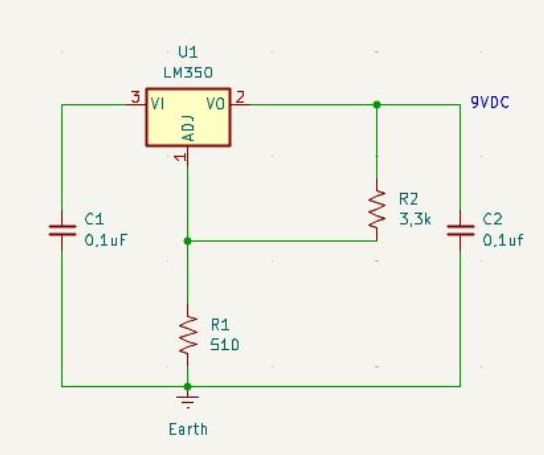 U1
LM350
3
VI
VO
2
9VDC
ADJ
1
R2
3,3k
C1
0,1uF
C2
0,1uf
R1
510
Earth